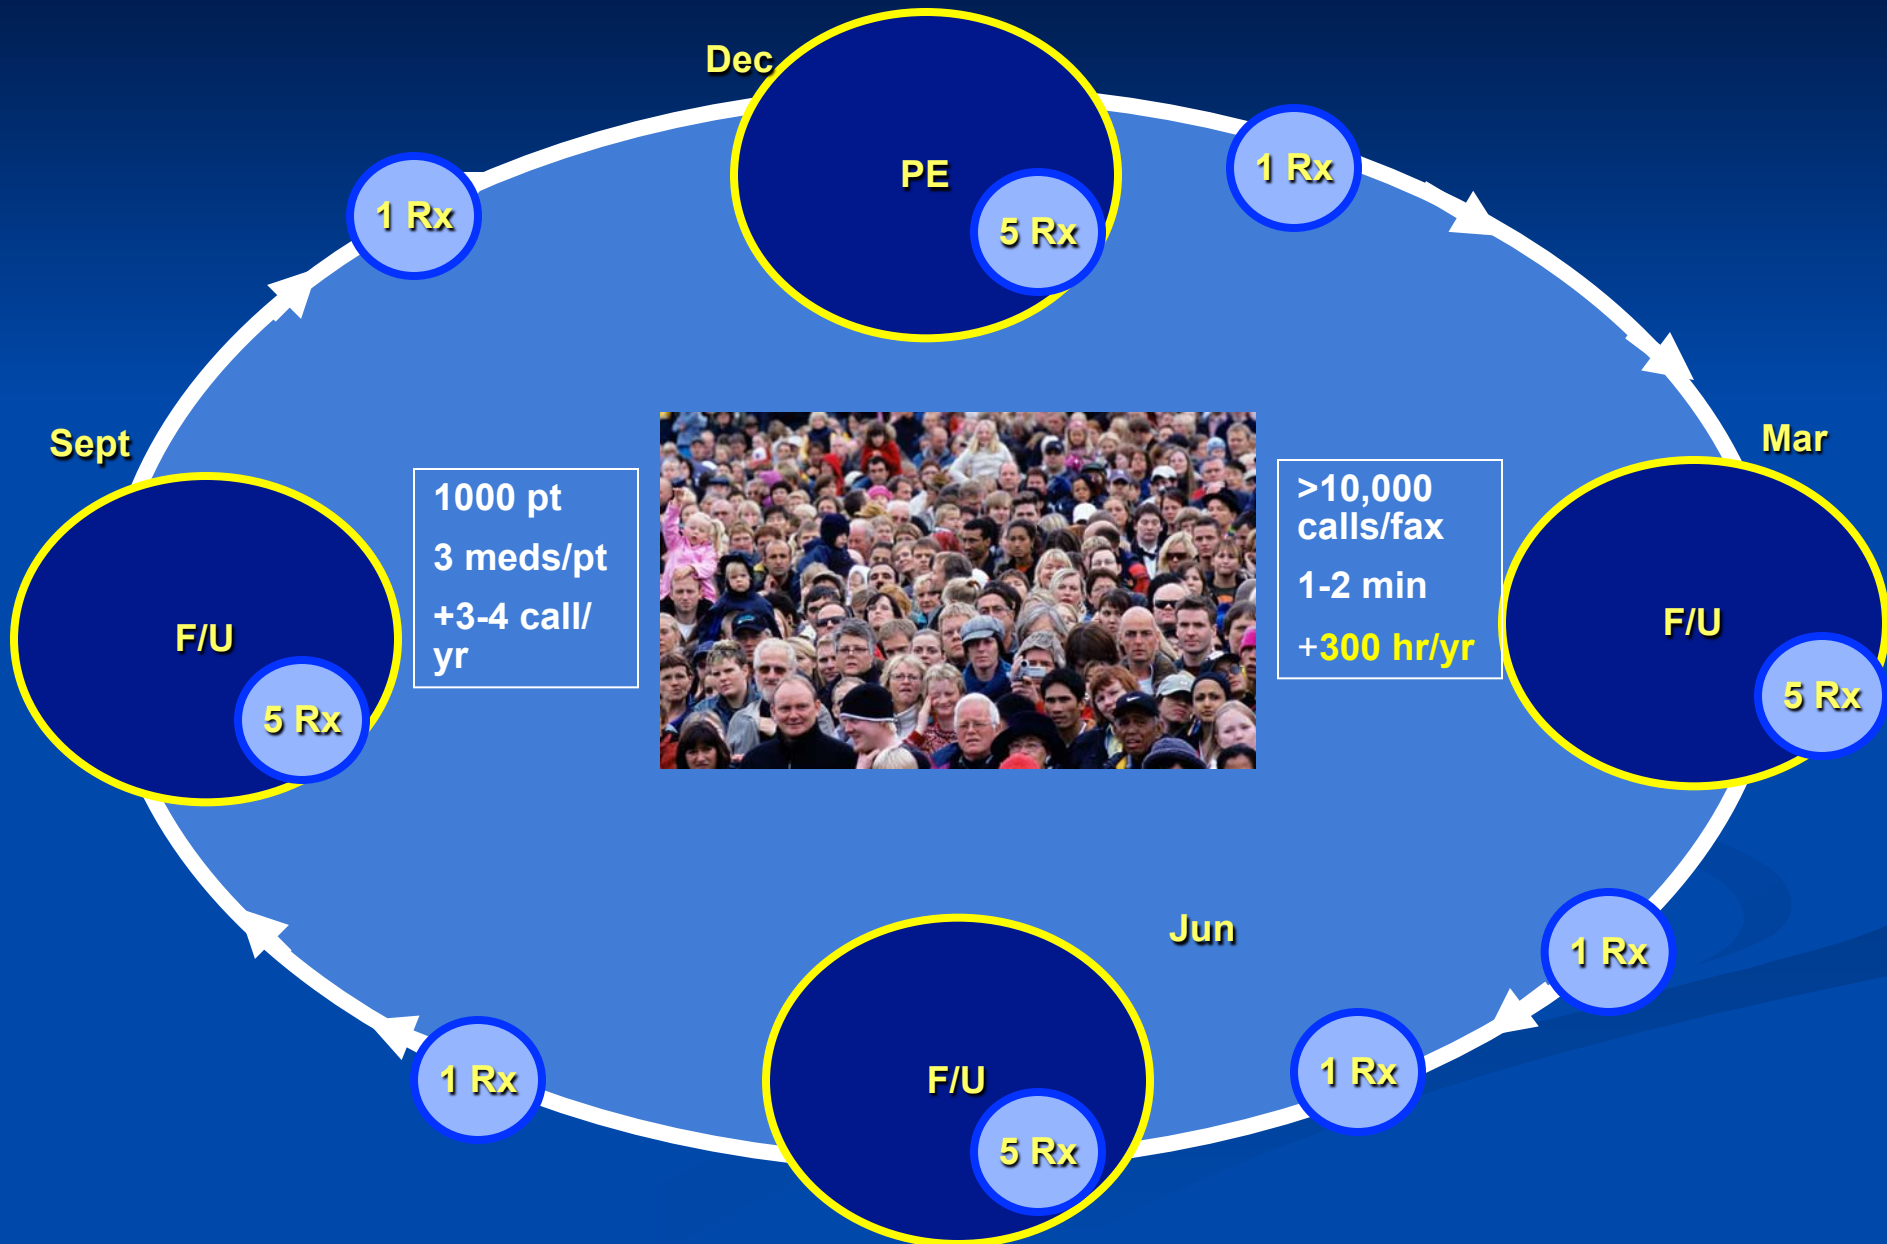 Dec
PE
5 Rx
1 Rx
1 Rx
Sept
Mar
F/U
5 Rx
1000 pt
3 meds/pt
+3-4 call/
yr
>10,000
calls/fax
1-2 min
+300 hr/yr
F/U
5 Rx
Jun
1 Rx
1 Rx
1 Rx
F/U
5 Rx